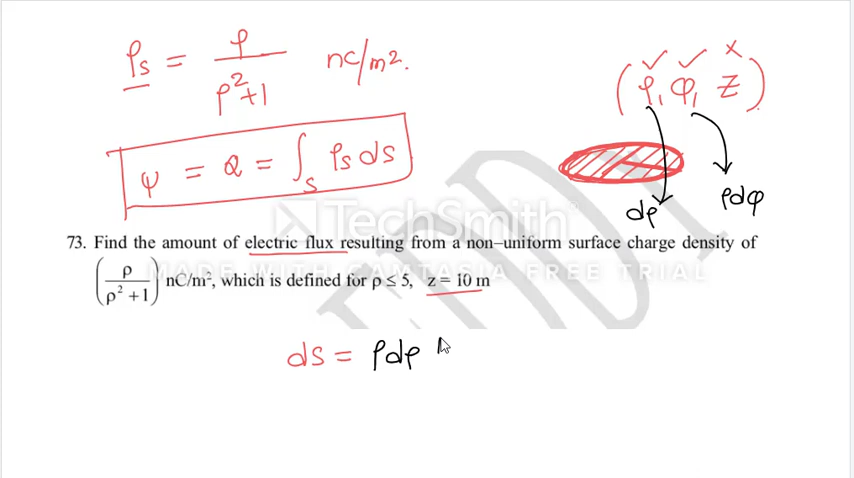 ρs = ρ / ρ²+1 nC/m².
(ρ, φ, z)
ψ = Q = ∫s ρs ds
dρ ρdφ
TechSmith
MADE WITH CAMTASIA FREE TRIAL
73. Find the amount of electric flux resulting from a non–uniform surface charge density of
(ρ / ρ² + 1) nC/m², which is defined for ρ ≤ 5, z = 10 m
ds = ρdρ